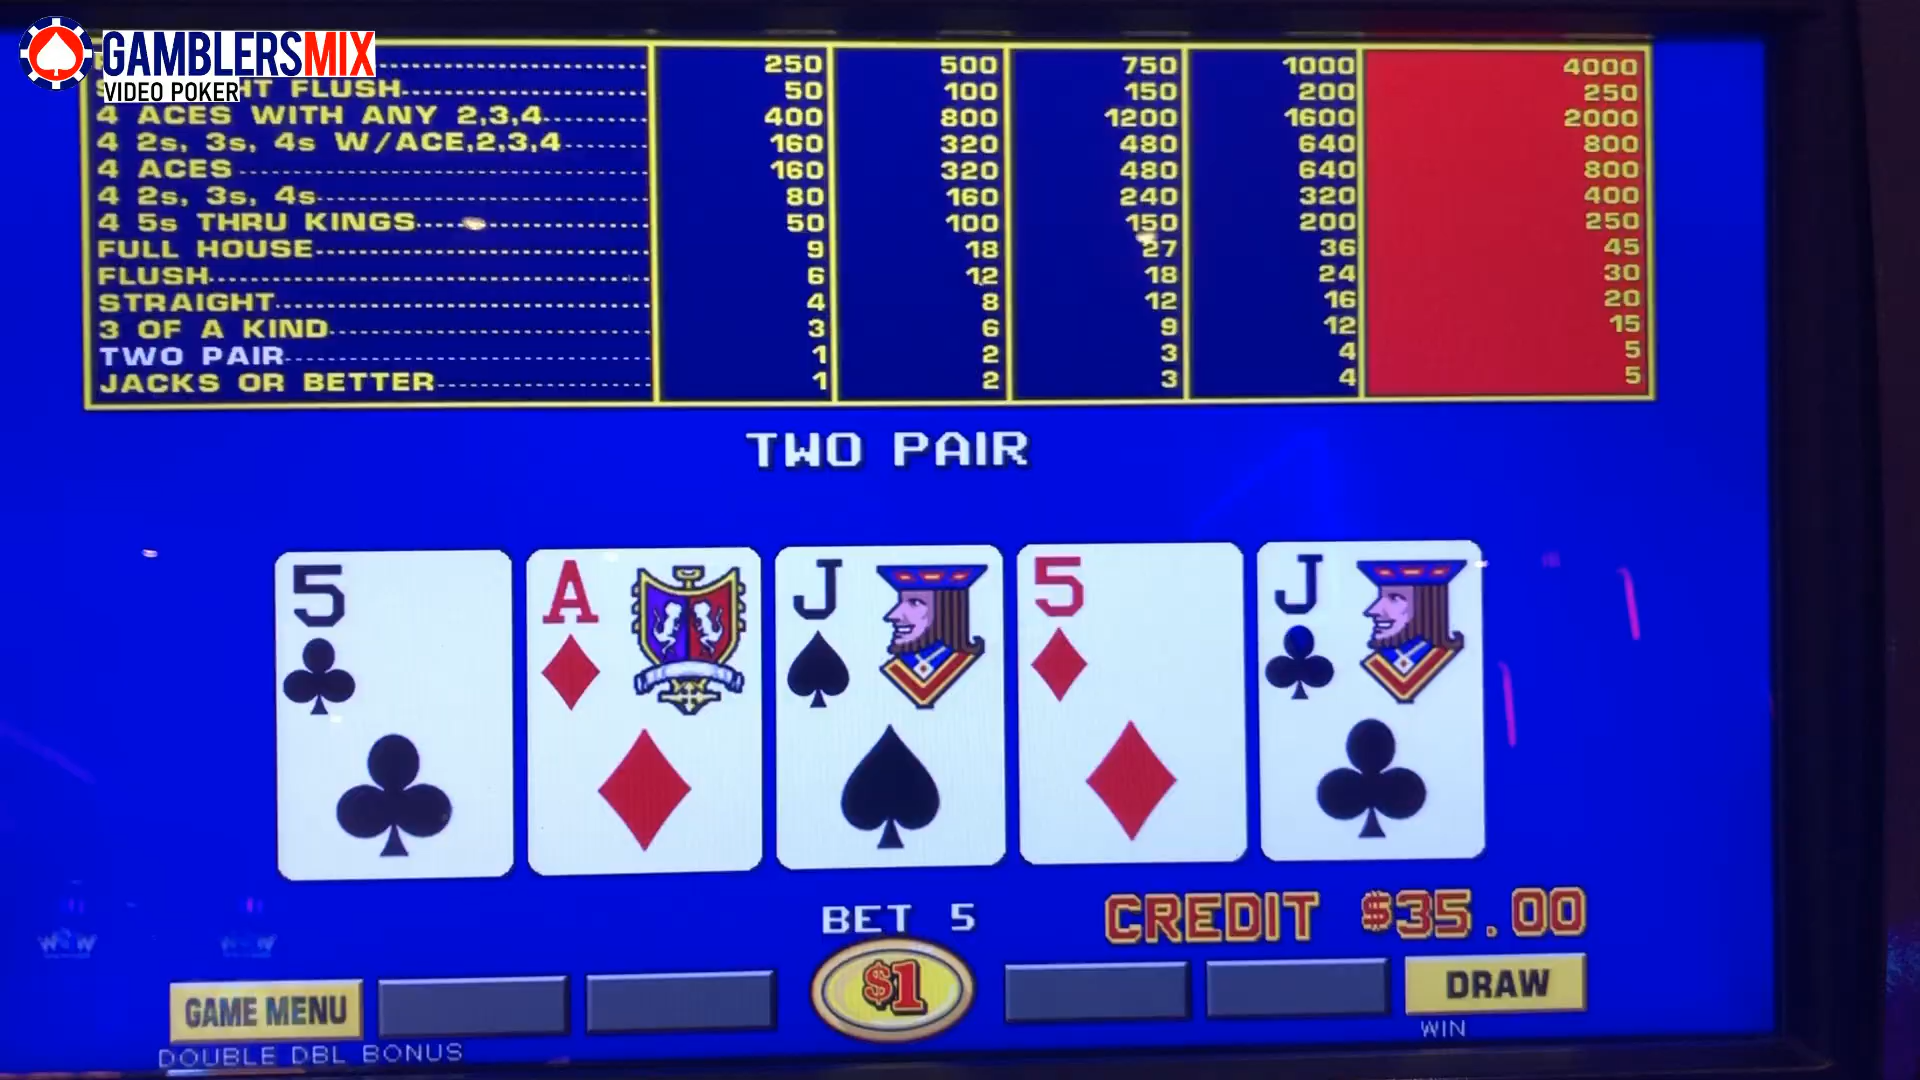 GAMBLERSMIX
VIDEO POKER
250 500 750 1000 4000
HT FLUSH 50 100 150 200 250
4 ACES WITH ANY 2,3,4 400 800 1200 1600 2000
4 2s, 3s, 4s W/ACE,2,3,4 160 320 480 640 800
4 ACES 160 320 480 640 800
4 2s, 3s, 4s 80 160 240 320 400
4 5s THRU KINGS 50 100 150 200 250
FULL HOUSE 9 18 27 36 45
FLUSH 6 12 18 24 30
STRAIGHT 4 8 12 16 20
3 OF A KIND 3 6 9 12 15
TWO PAIR 1 2 3 4 5
JACKS OR BETTER 1 2 3 4 5
TWO PAIR
5 A J 5 J
BET 5 CREDIT $35.00
GAME MENU $1 DRAW
WIN
DOUBLE DBL BONUS